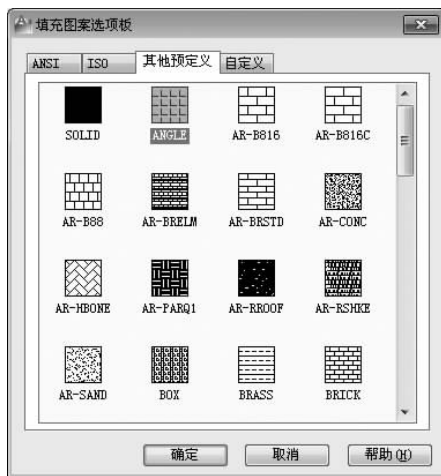 填充图案选项板
ANSI ISO 其他预定义 自定义
SOLID ANGLE AR-B816 AR-B816C
AR-B88 AR-BRELM AR-BRSTD AR-CONC
AR-HBONE AR-PARQ1 AR-RROOF AR-RSHKE
AR-SAND BOX BRASS BRICK
确定 取消 帮助(H)